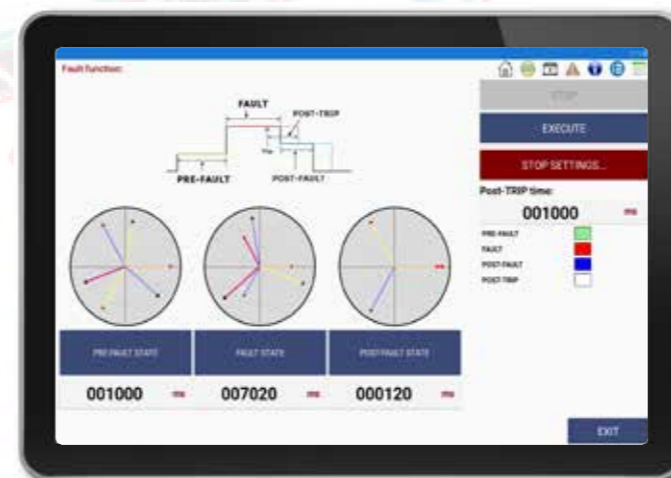 Fault function:
STOP
EXECUTE
STOP SETTINGS...
Post-TRIP time:
001000 ms
PRE-FAULT
FAULT
POST-FAULT
POST-TRIP
FAULT
POST-TRIP
PRE-FAULT
POST-FAULT
PRE FAULT STATE
FAULT STATE
POST-FAULT STATE
001000 ms
007020 ms
000120 ms
EXIT